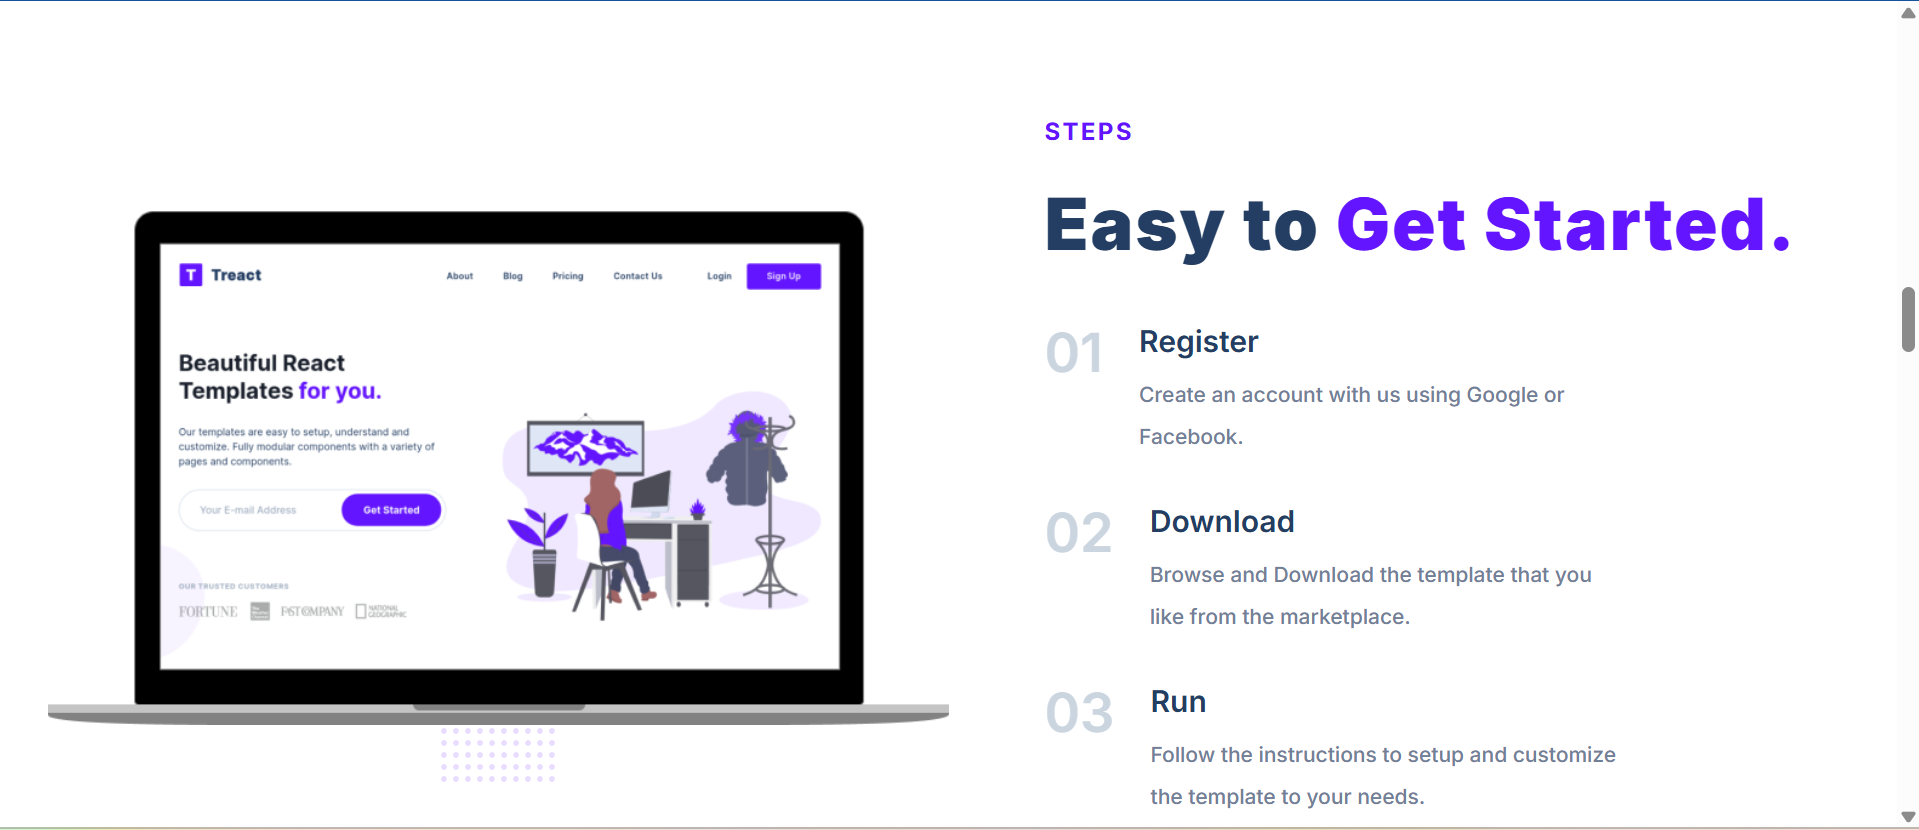 T Treact
About Blog Pricing Contact Us Login Sign Up
Beautiful React
Templates for you.
Our templates are easy to setup, understand and
customize. Fully modular components with a variety of
pages and components.
Your E-mail Address Get Started
OUR TRUSTED CUSTOMERS
FORTUNE
FAST COMPANY
NATIONAL
GEOGRAPHIC
STEPS
Easy to Get Started.
01 Register
Create an account with us using Google or
Facebook.
02 Download
Browse and Download the template that you
like from the marketplace.
03 Run
Follow the instructions to setup and customize
the template to your needs.